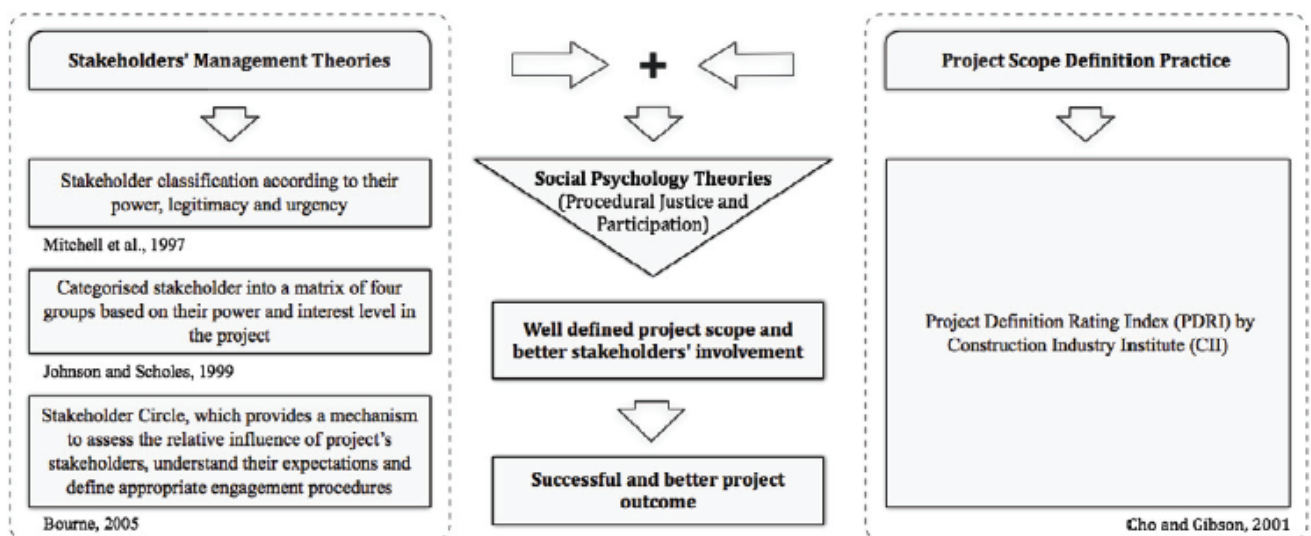 Stakeholders' Management Theories
Stakeholder classification according to their
power, legitimacy and urgency
Mitchell et al., 1997
Categorised stakeholder into a matrix of four
groups based on their power and interest level in
the project
Johnson and Scholes, 1999
Stakeholder Circle, which provides a mechanism
to assess the relative influence of project's
stakeholders, understand their expectations and
define appropriate engagement procedures
Bourne, 2005
+
Social Psychology Theories
(Procedural Justice and
Participation)
Well defined project scope and
better stakeholders' involvement
Successful and better project
outcome
Project Scope Definition Practice
Project Definition Rating Index (PDRI) by
Construction Industry Institute (CII)
Cho and Gibson, 2001